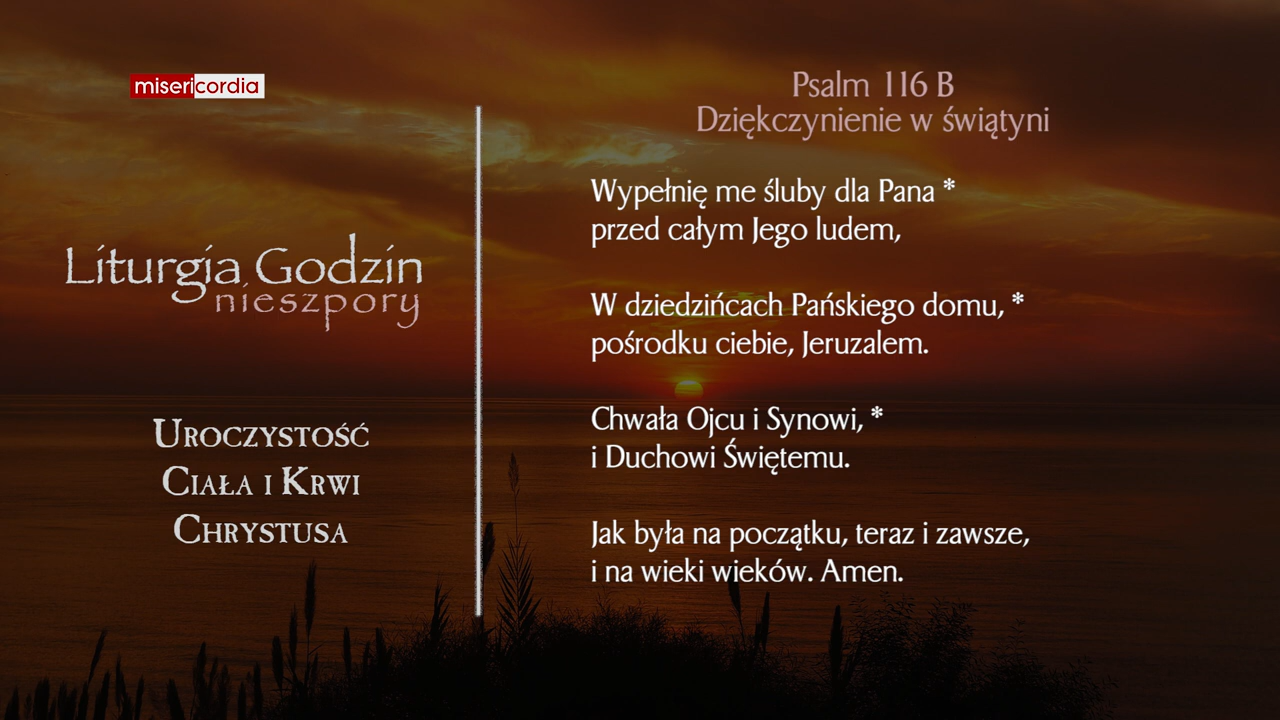 misericordia
Liturgia Godzin
nieszpory
Uroczystość
Ciała i Krwi
Chrystusa
Psalm 116 B
Dziękczynienie w świątyni
Wypełnię me śluby dla Pana *
przed całym Jego ludem,
W dziedzińcach Pańskiego domu, *
pośrodku ciebie, Jeruzalem.
Chwała Ojcu i Synowi, *
i Duchowi Świętemu.
Jak była na początku, teraz i zawsze,
i na wieki wieków. Amen.